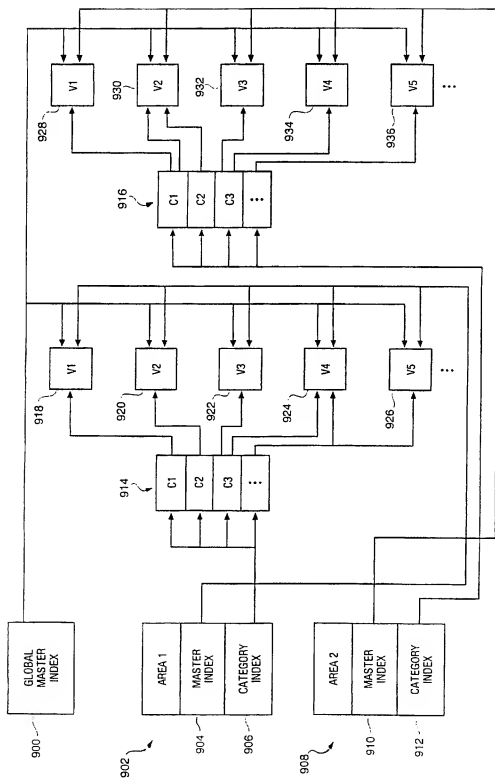 GLOBAL
MASTER
INDEX
900
902
AREA 1
MASTER
INDEX
CATEGORY
INDEX
904
906
908
AREA 2
MASTER
INDEX
CATEGORY
INDEX
910
912
914
C1
C2
C3
...
918
V1
920
V2
922
V3
924
V4
926
V5
...
916
C1
C2
C3
...
928
V1
930
V2
932
V3
934
V4
936
V5
...